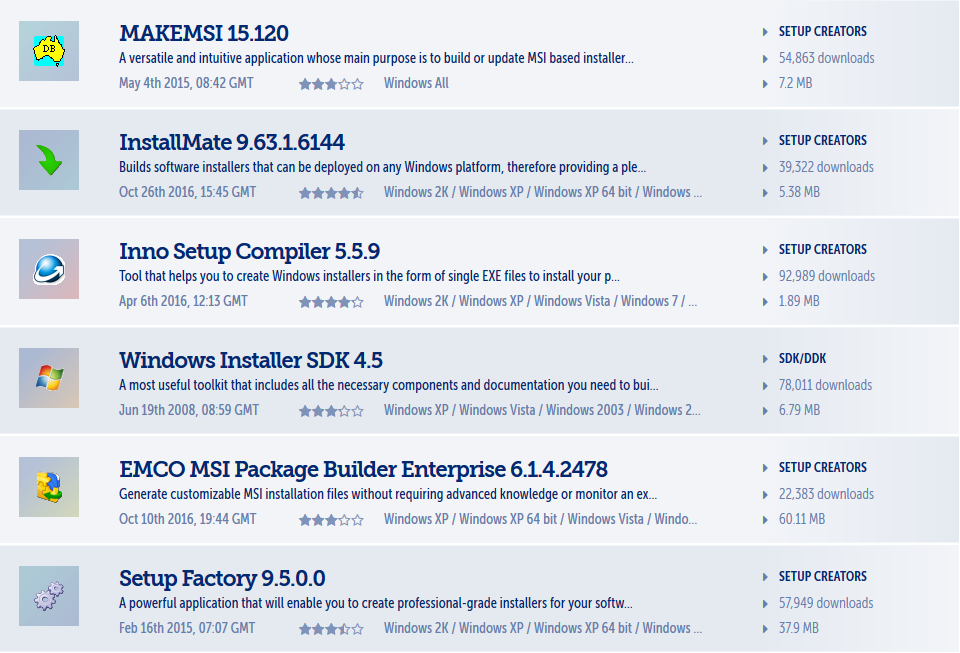 DB
MAKEMSI 15.120
SETUP CREATORS
A versatile and intuitive application whose main purpose is to build or update MSI based installer...
54,863 downloads
May 4th 2015, 08:42 GMT
Windows All
7.2 MB
InstallMate 9.63.1.6144
SETUP CREATORS
Builds software installers that can be deployed on any Windows platform, therefore providing a ple...
39,322 downloads
Oct 26th 2016, 15:45 GMT
Windows 2K / Windows XP / Windows XP 64 bit / Windows ...
5.38 MB
Inno Setup Compiler 5.5.9
SETUP CREATORS
Tool that helps you to create Windows installers in the form of single EXE files to install your p...
92,989 downloads
Apr 6th 2016, 12:13 GMT
Windows 2K / Windows XP / Windows Vista / Windows 7 / ...
1.89 MB
Windows Installer SDK 4.5
SDK/DDK
A most useful toolkit that includes all the necessary components and documentation you need to bui...
78,011 downloads
Jun 19th 2008, 08:59 GMT
Windows XP / Windows Vista / Windows 2003 / Windows 2...
6.79 MB
EMCO MSI Package Builder Enterprise 6.1.4.2478
SETUP CREATORS
Generate customizable MSI installation files without requiring advanced knowledge or monitor an ex...
22,383 downloads
Oct 10th 2016, 19:44 GMT
Windows XP / Windows XP 64 bit / Windows Vista / Windo...
60.11 MB
Setup Factory 9.5.0.0
SETUP CREATORS
A powerful application that will enable you to create professional-grade installers for your softw...
57,949 downloads
Feb 16th 2015, 07:07 GMT
Windows 2K / Windows XP / Windows XP 64 bit / Windows ...
37.9 MB